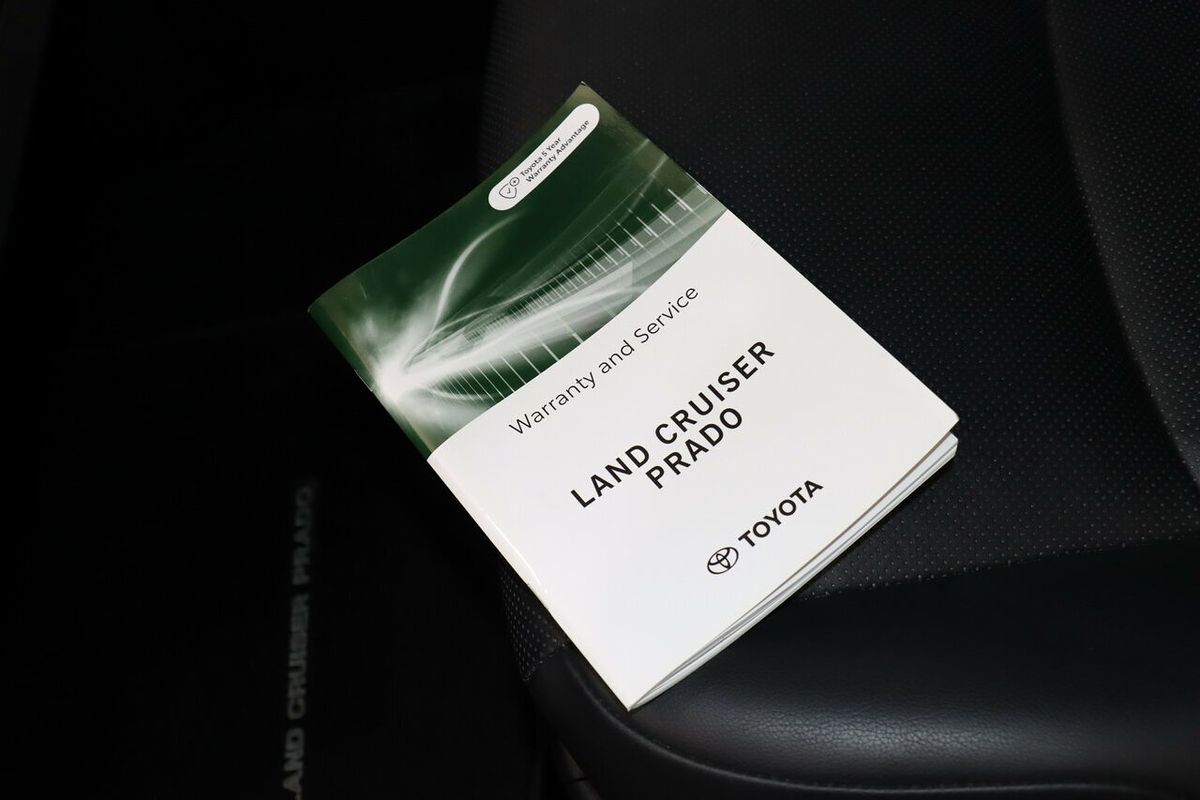 Toyota 5 Year
Warranty Advantage
Warranty and Service
LAND CRUISER
PRADO
TOYOTA
LAND CRUISER PRADO